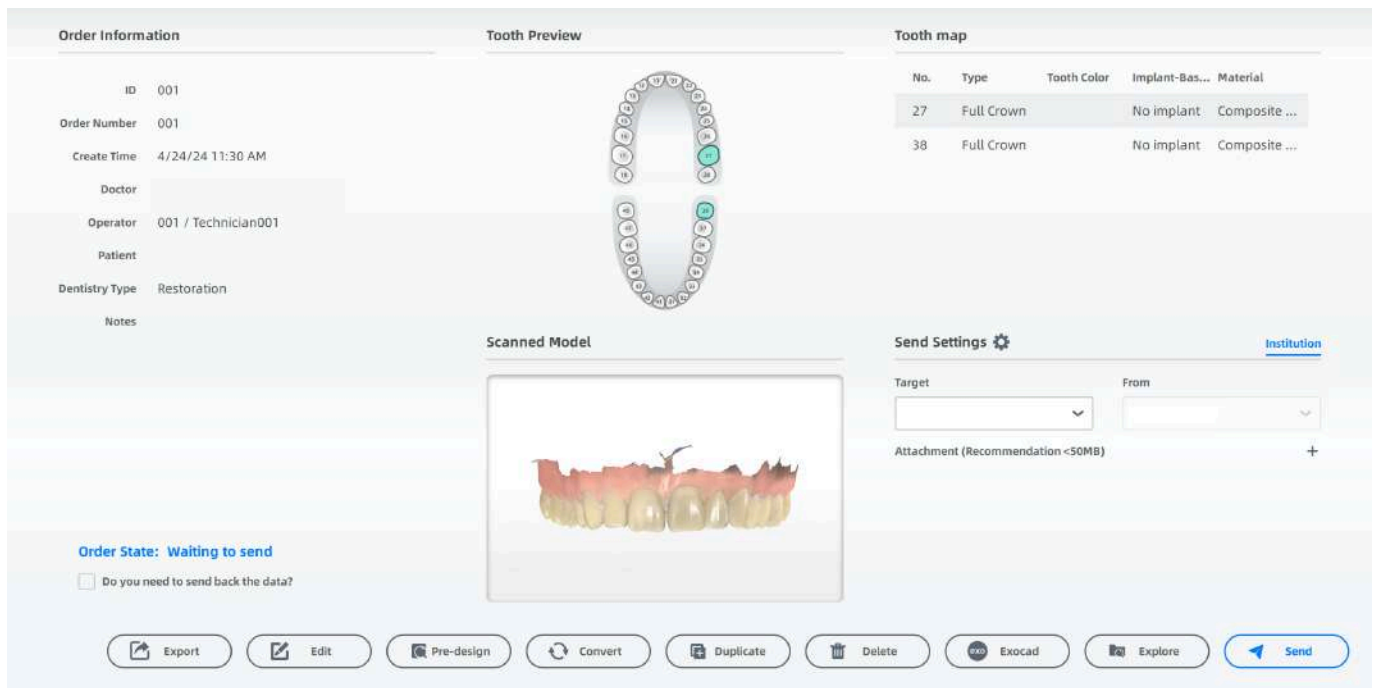 Order Information
ID 001
Order Number 001
Create Time 4/24/24 11:30 AM
Doctor
Operator 001 / Technician001
Patient
Dentistry Type Restoration
Notes
Order State: Waiting to send
Do you need to send back the data?
Tooth Preview
Scanned Model
Tooth map
No. Type Tooth Color Implant-Bas... Material
27 Full Crown No implant Composite ...
38 Full Crown No implant Composite ...
Send Settings Institution
Target From
Attachment (Recommendation <50MB) +
Export Edit Pre-design Convert Duplicate Delete Exocad Explore Send